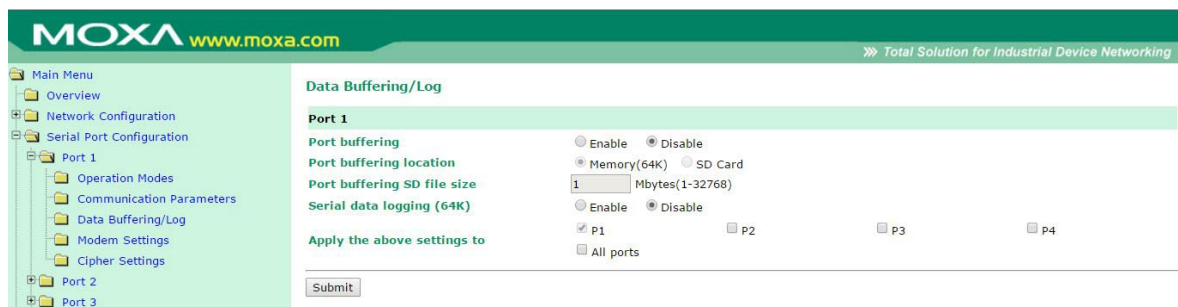 MOXA www.moxa.com
Total Solution for Industrial Device Networking
Main Menu
Overview
Network Configuration
Serial Port Configuration
Port 1
Operation Modes
Communication Parameters
Data Buffering/Log
Modem Settings
Cipher Settings
Port 2
Port 3
Data Buffering/Log
Port 1
Port buffering Enable Disable
Port buffering location Memory(64K) SD Card
Port buffering SD file size 1 Mbytes(1-32768)
Serial data logging (64K) Enable Disable
Apply the above settings to P1 P2 P3 P4
All ports
Submit